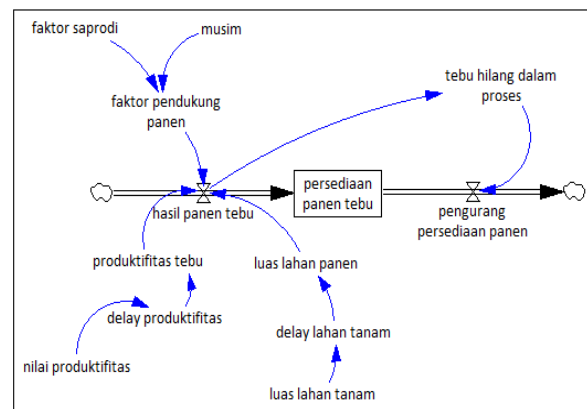 faktor saprodi
musim
faktor pendukung
panen
tebu hilang dalam
proses
hasil panen tebu
persediaan
panen tebu
pengurang
persediaan panen
produktifitas tebu
luas lahan panen
delay produktifitas
delay lahan tanam
nilai produktifitas
luas lahan tanam